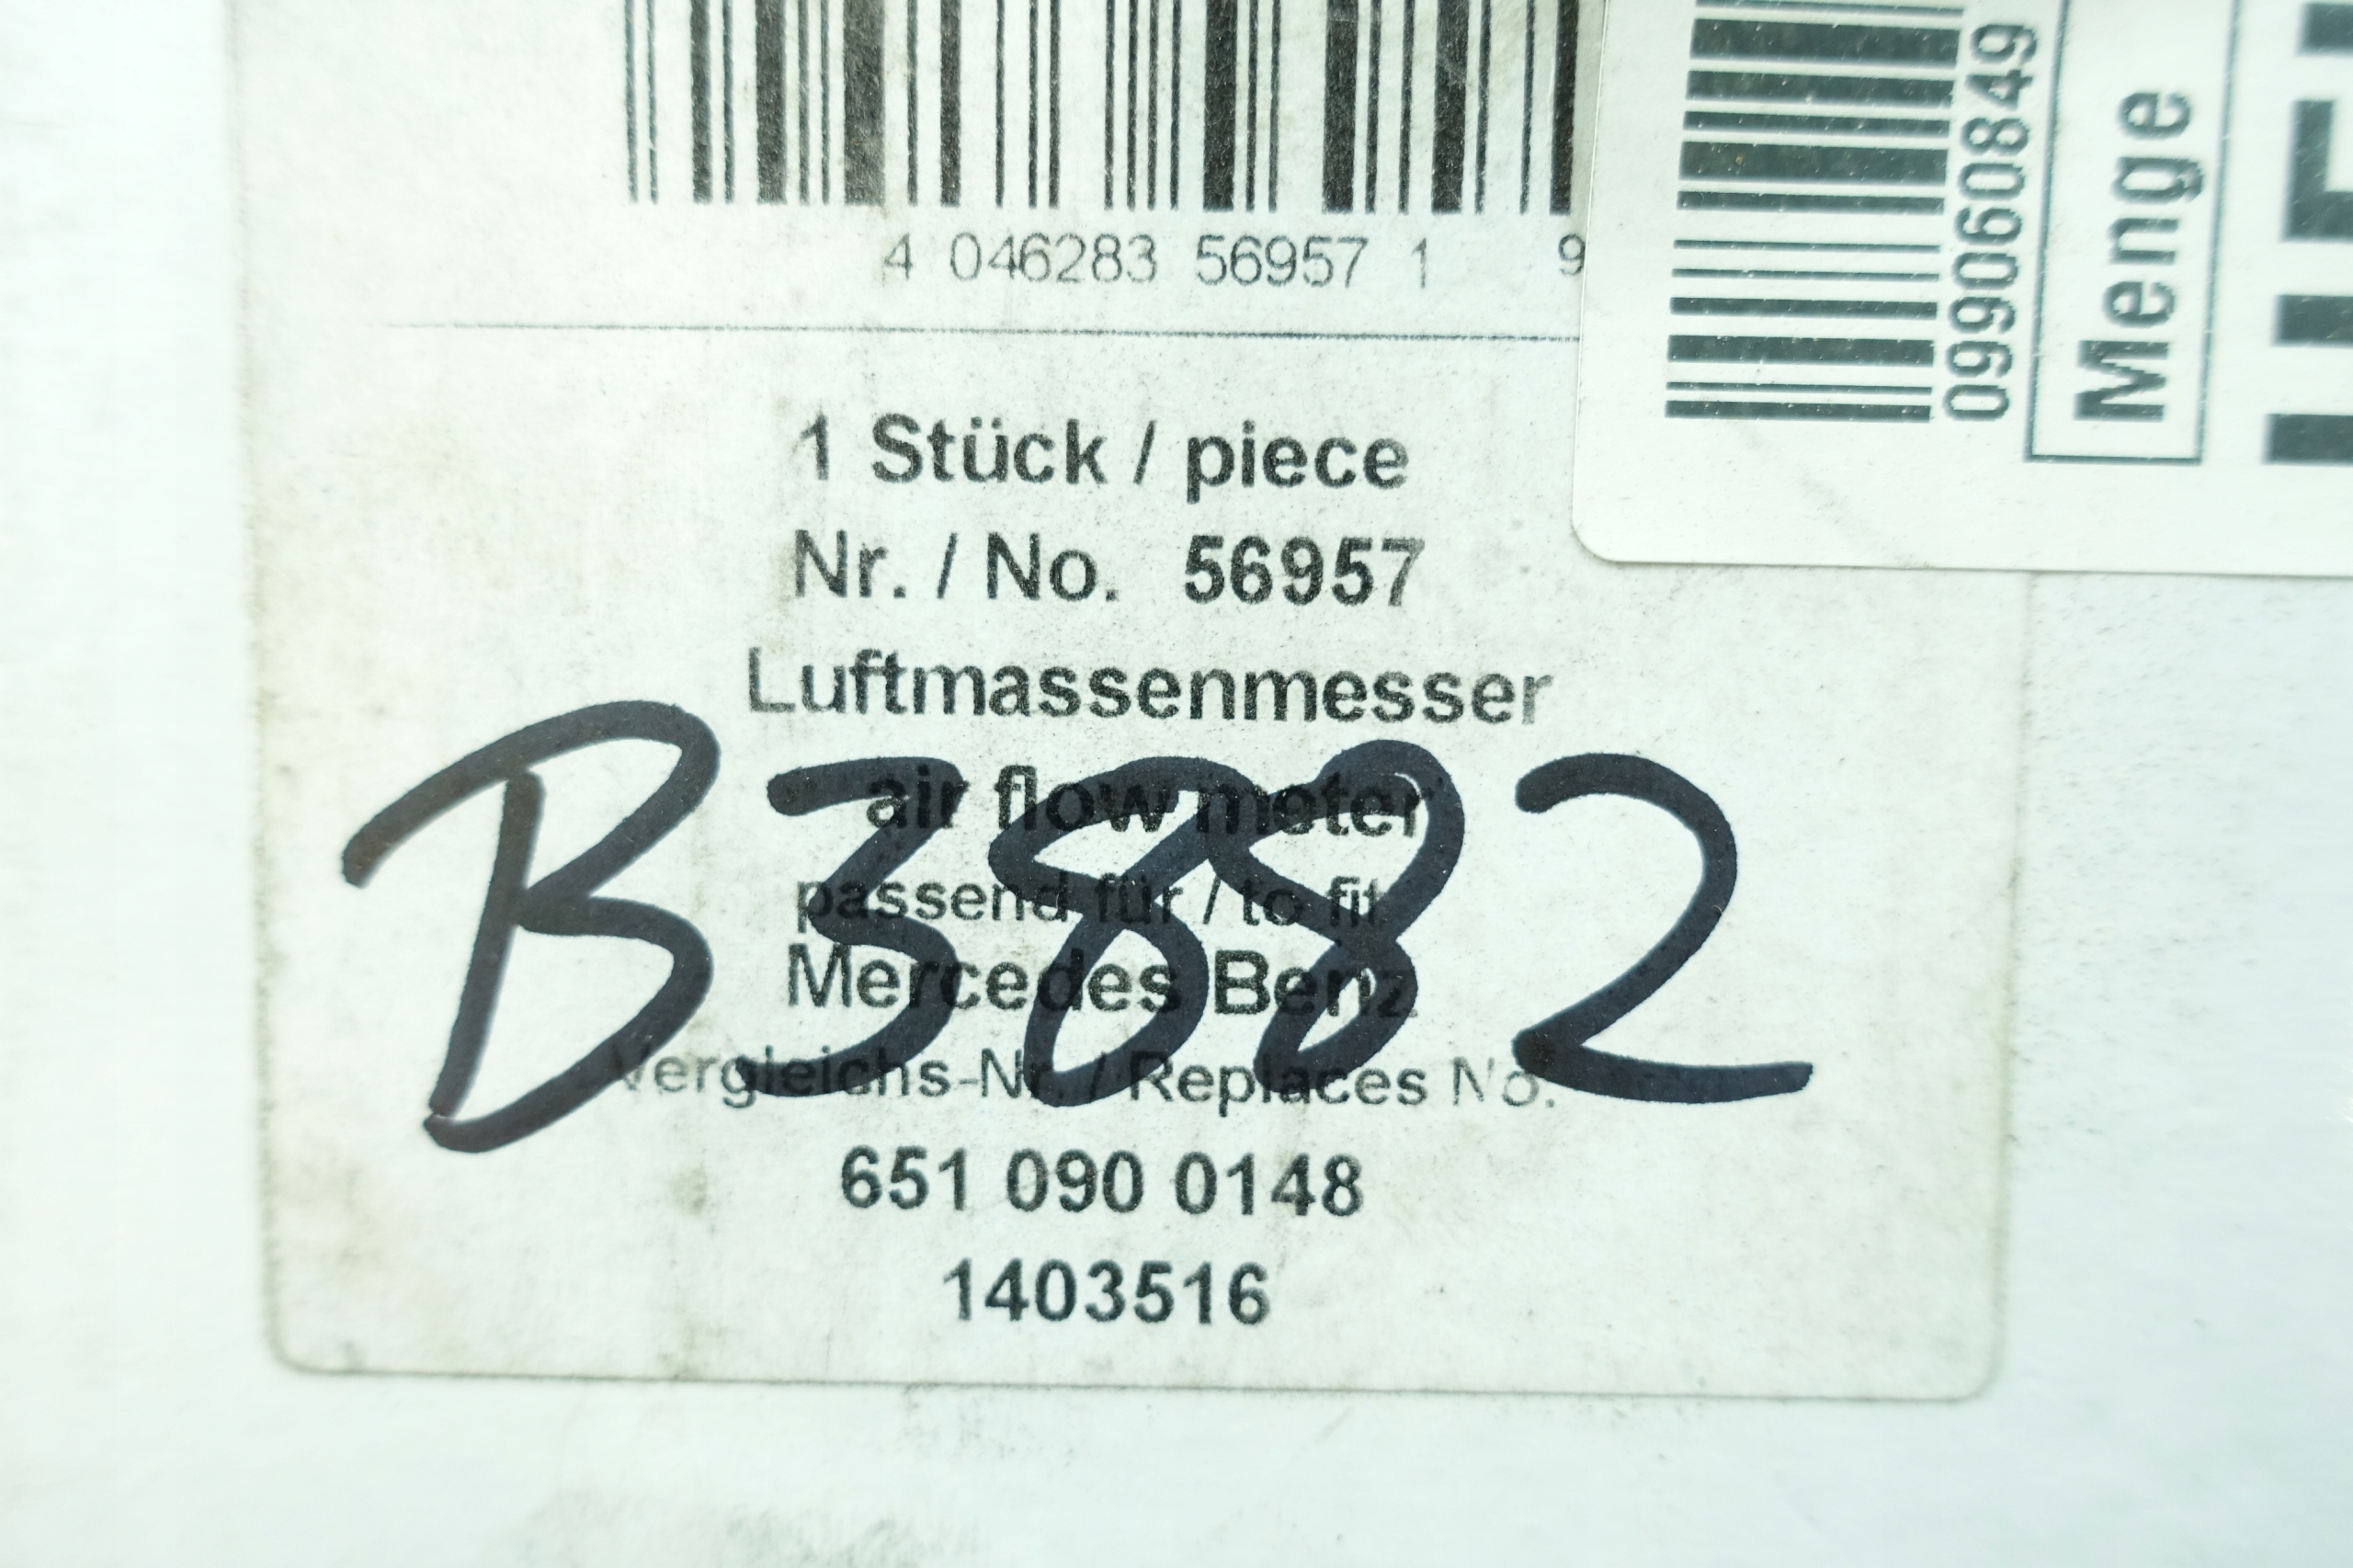 4 046283 56957 1 9
1 Stück / piece
Nr. / No. 56957
Luftmassenmesser
air flow meter
passend für / to fit
Mercedes Benz
Vergleichs-Nr. / Replaces No.
651 090 0148
1403516
B3882
099060849
Menge